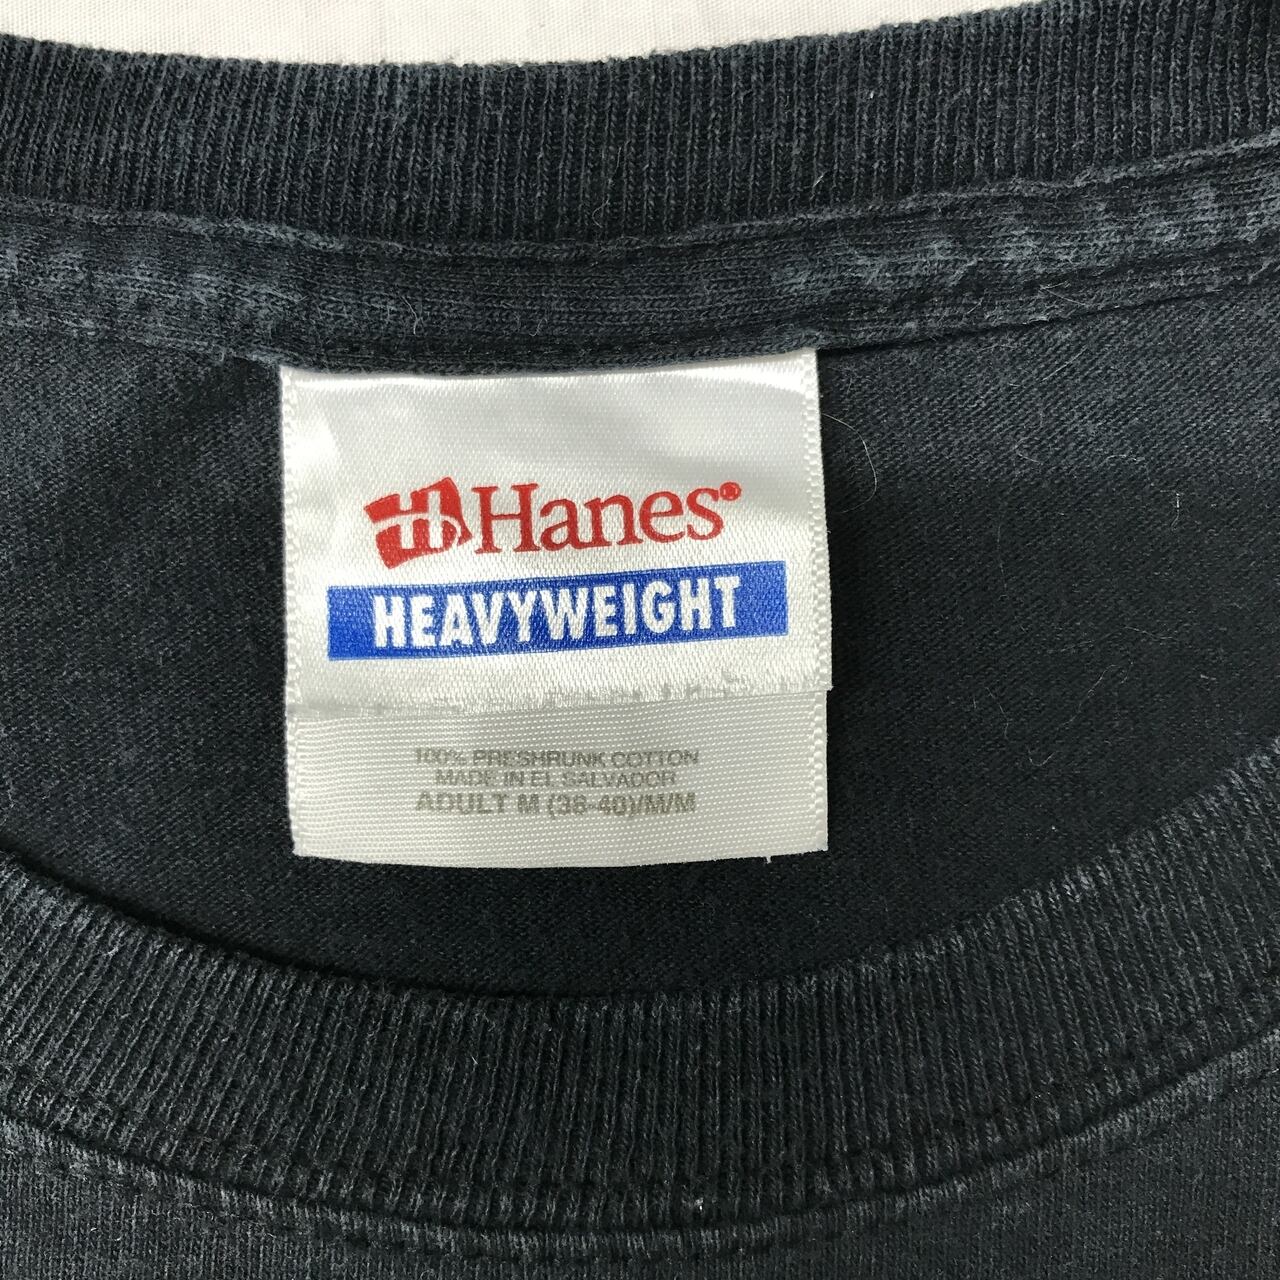 Hanes®
HEAVYWEIGHT
100% PRESHRUNK COTTON
MADE IN EL SALVADOR
ADULT M (38-40)/M/M